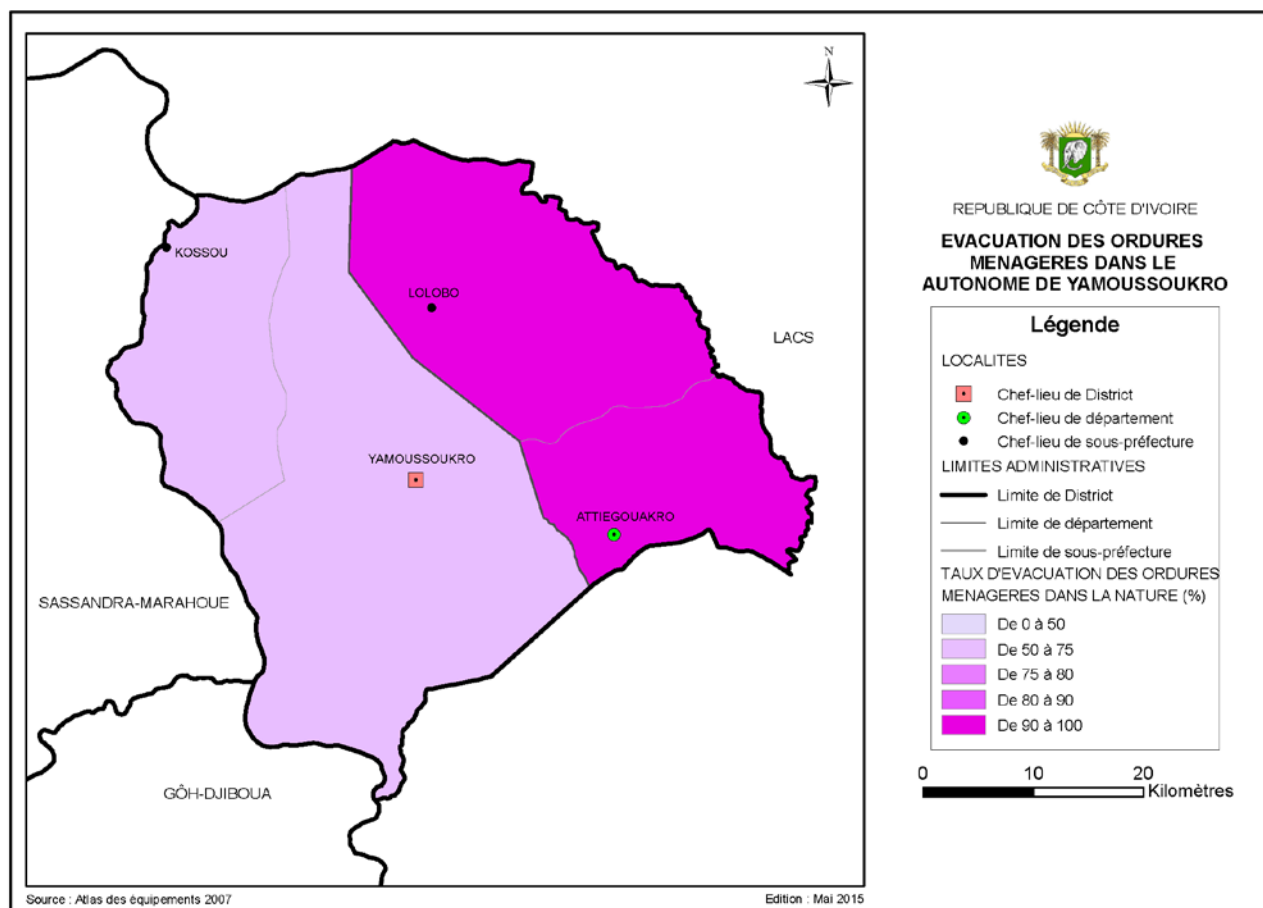 N
KOSSOU
LOLOBO
LACS
YAMOUSSOUKRO
ATTIEGOUAKRO
SASSANDRA-MARAHOUE
GÔH-DJIBOUA
REPUBLIQUE DE CÔTE D'IVOIRE
EVACUATION DES ORDURES
MENAGERES DANS LE
AUTONOME DE YAMOUSSOUKRO
Légende
LOCALITES
Chef-lieu de District
Chef-lieu de département
Chef-lieu de sous-préfecture
LIMITES ADMINISTRATIVES
Limite de District
Limite de département
Limite de sous-préfecture
TAUX D'EVACUATION DES ORDURES
MENAGERES DANS LA NATURE (%)
De 0 à 50
De 50 à 75
De 75 à 80
De 80 à 90
De 90 à 100
0 10 20
Kilomètres
Source : Atlas des équipements 2007
Edition : Mai 2015